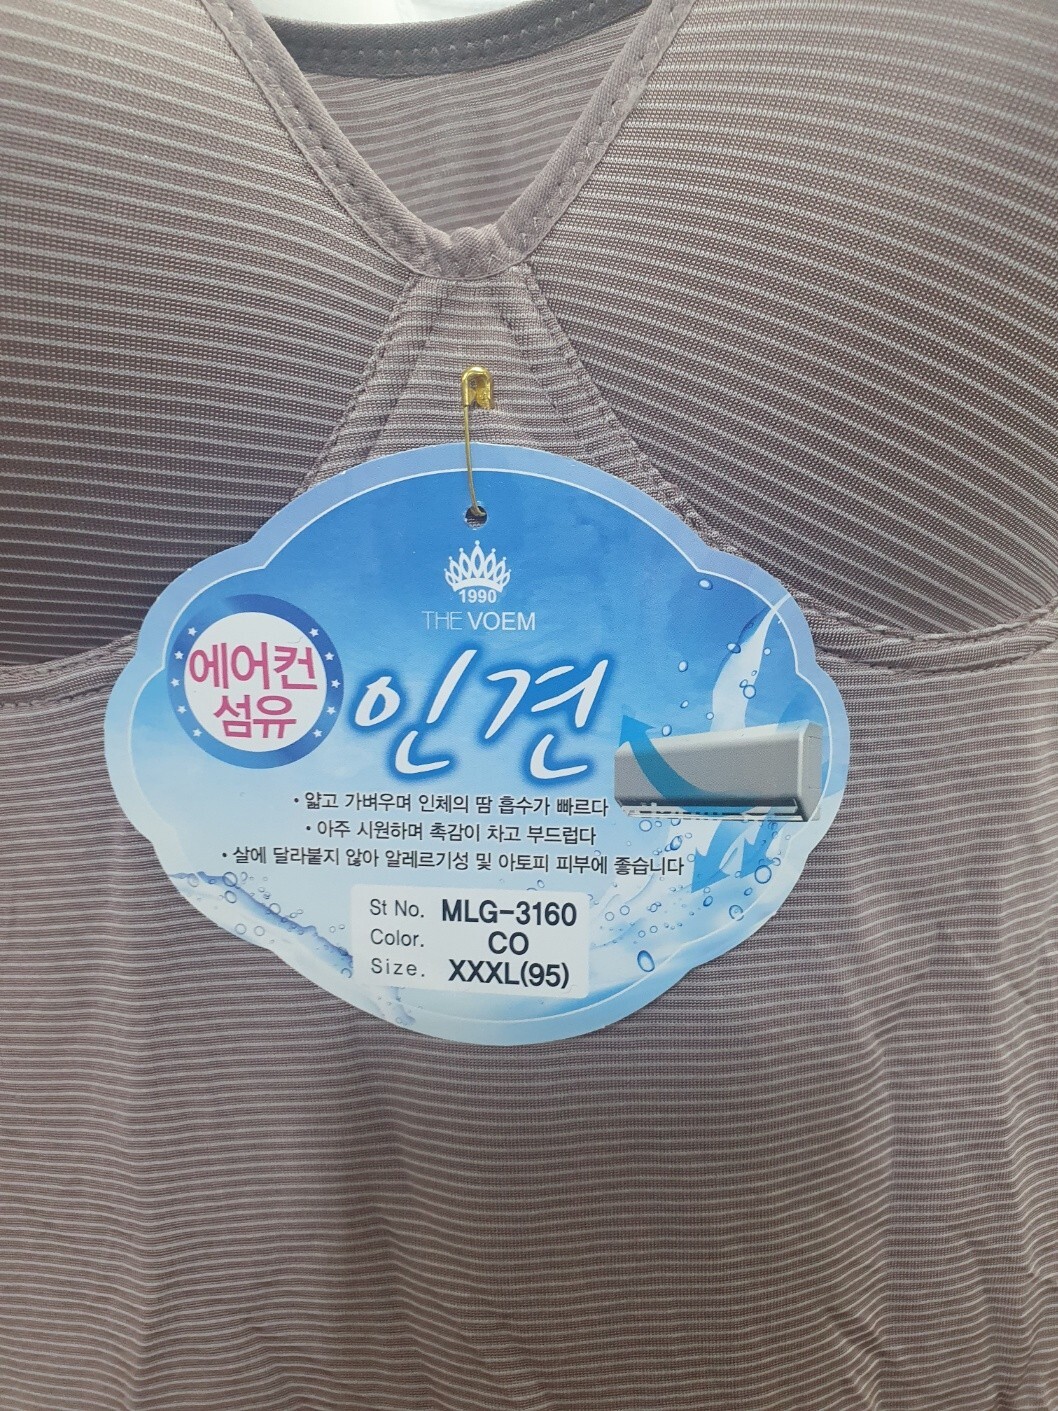 1990
THE VOEM
에어컨
섬유
인견
• 얇고 가벼우며 인체의 땀 흡수가 빠르다
• 아주 시원하며 촉감이 차고 부드럽다
• 살에 달라붙지 않아 알레르기성 및 아토피 피부에 좋습니다
St No. MLG-3160
Color. CO
Size. XXXL(95)